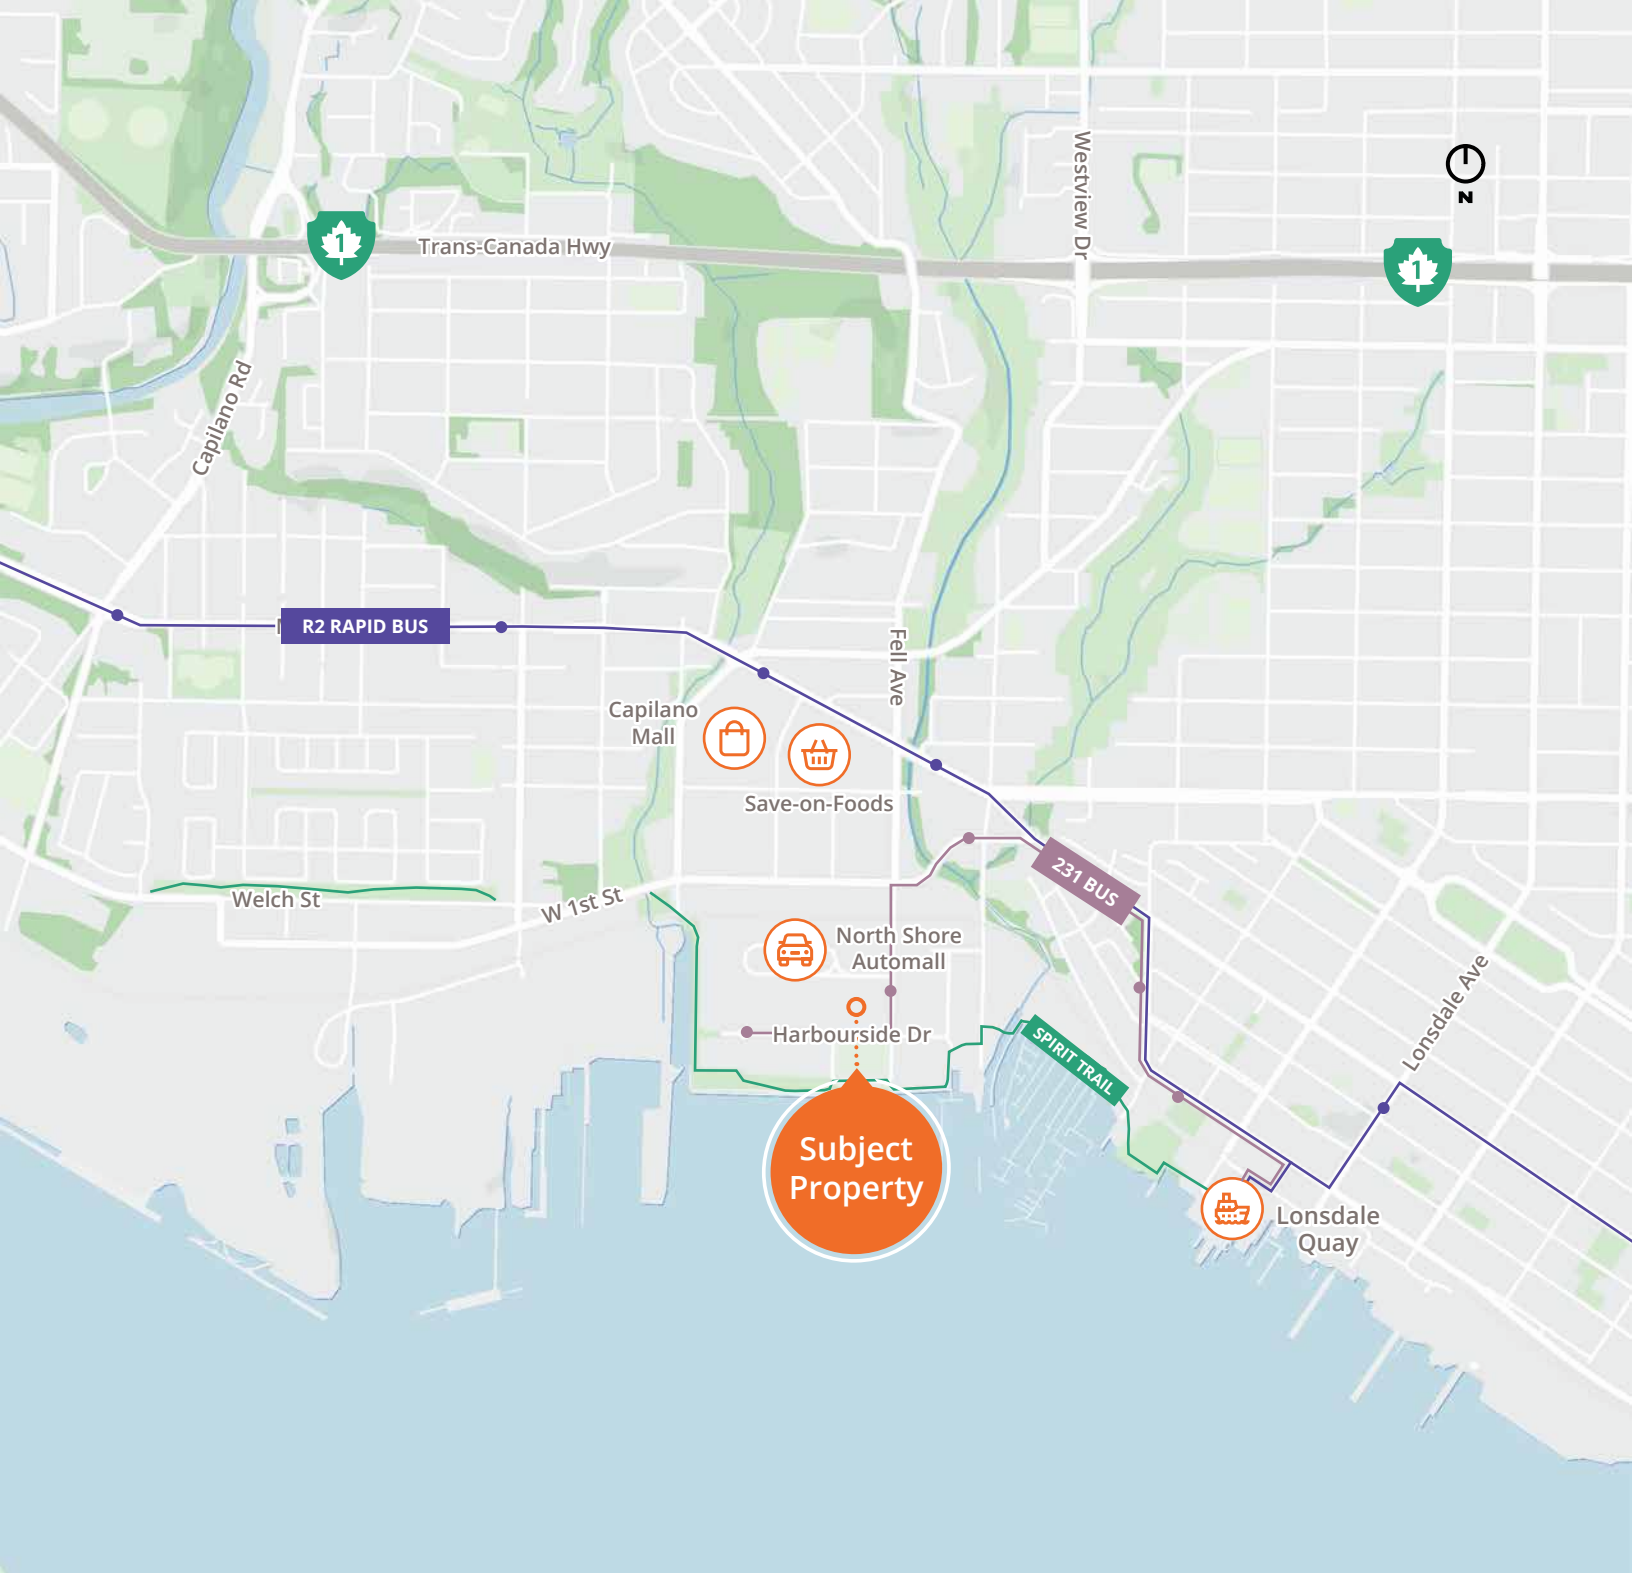 Westview Dr
N
1
Trans-Canada Hwy
1
Capilano Rd
R2 RAPID BUS
Fell Ave
Capilano
Mall
Save-on-Foods
231 BUS
Welch St
W 1st St
North Shore
Automall
Lonsdale Ave
Harbourside Dr
SPIRIT TRAIL
Subject
Property
Lonsdale
Quay